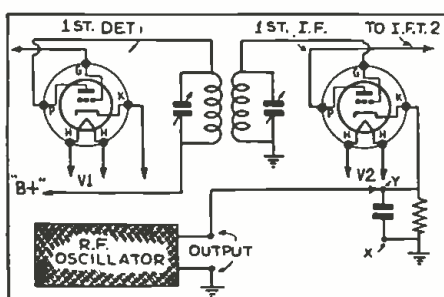 1ST. DET.
1ST. I.F.
TO I.F.T.2
G
G
P
K
P
K
H
H
H
H
V1
V2
Y
"B+"
R.F.
OSCILLATOR
OUTPUT
X